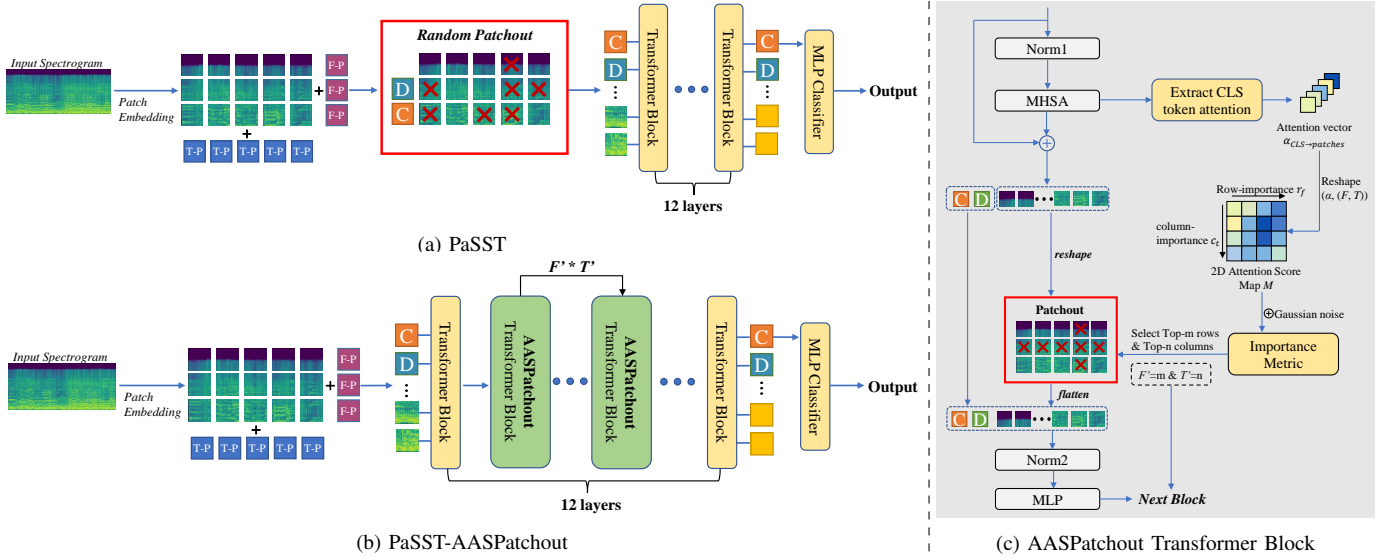 Input Spectrogram
Patch
Embedding
F-P
F-P
F-P
+
+
T-P T-P T-P T-P T-P
Random Patchout
D
C
C
D
Transformer Block
Transformer Block
C
D
MLP Classifier
Output
12 layers
(a) PaSST
F' * T'
Input Spectrogram
Patch
Embedding
F-P
F-P
F-P
+
+
T-P T-P T-P T-P T-P
C
D
Transformer Block
AASPatchout
Transformer Block
AASPatchout
Transformer Block
Transformer Block
C
D
MLP Classifier
Output
12 layers
(b) PaSST-AASPatchout
Norm1
MHSA
Extract CLS
token attention
Attention vector
α_CLS→patches
Reshape
(α, (F, T))
C D
Row-importance r_f
column-
importance c_t
2D Attention Score
Map M
reshape
⊕Gaussian noise
Patchout
Select Top-m rows
& Top-n columns
Importance
Metric
F'=m & T'=n
flatten
C D
Norm2
MLP
Next Block
(c) AASPatchout Transformer Block